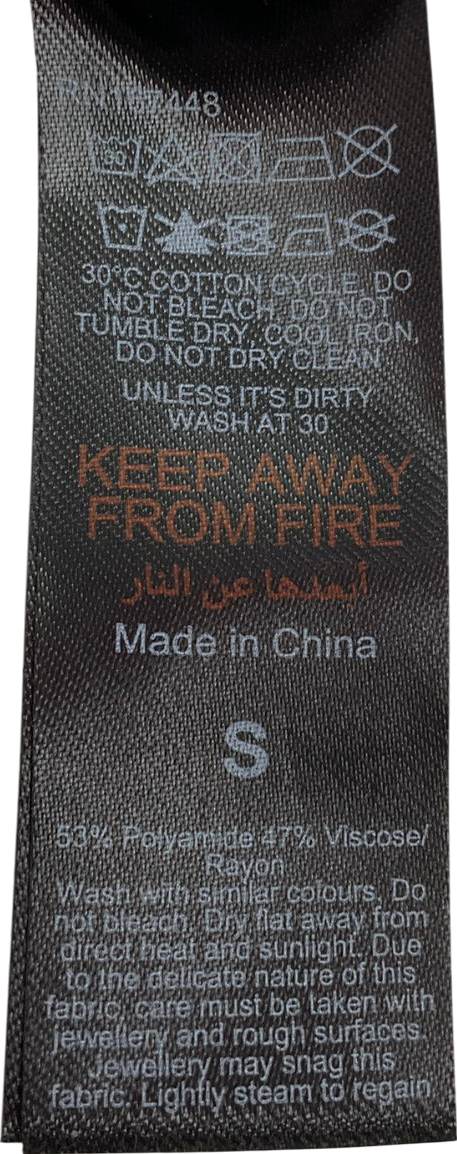 RN157448
30°C COTTON CYCLE, DO
NOT BLEACH, DO NOT
TUMBLE DRY, COOL IRON,
DO NOT DRY CLEAN
UNLESS IT'S DIRTY
WASH AT 30
KEEP AWAY
FROM FIRE
أبعدها عن النار
Made in China
S
53% Polyamide 47% Viscose/
Rayon
Wash with similar colours. Do
not bleach. Dry flat away from
direct heat and sunlight. Due
to the delicate nature of this
fabric, care must be taken with
jewellery and rough surfaces.
Jewellery may snag this
fabric. Lightly steam to regain